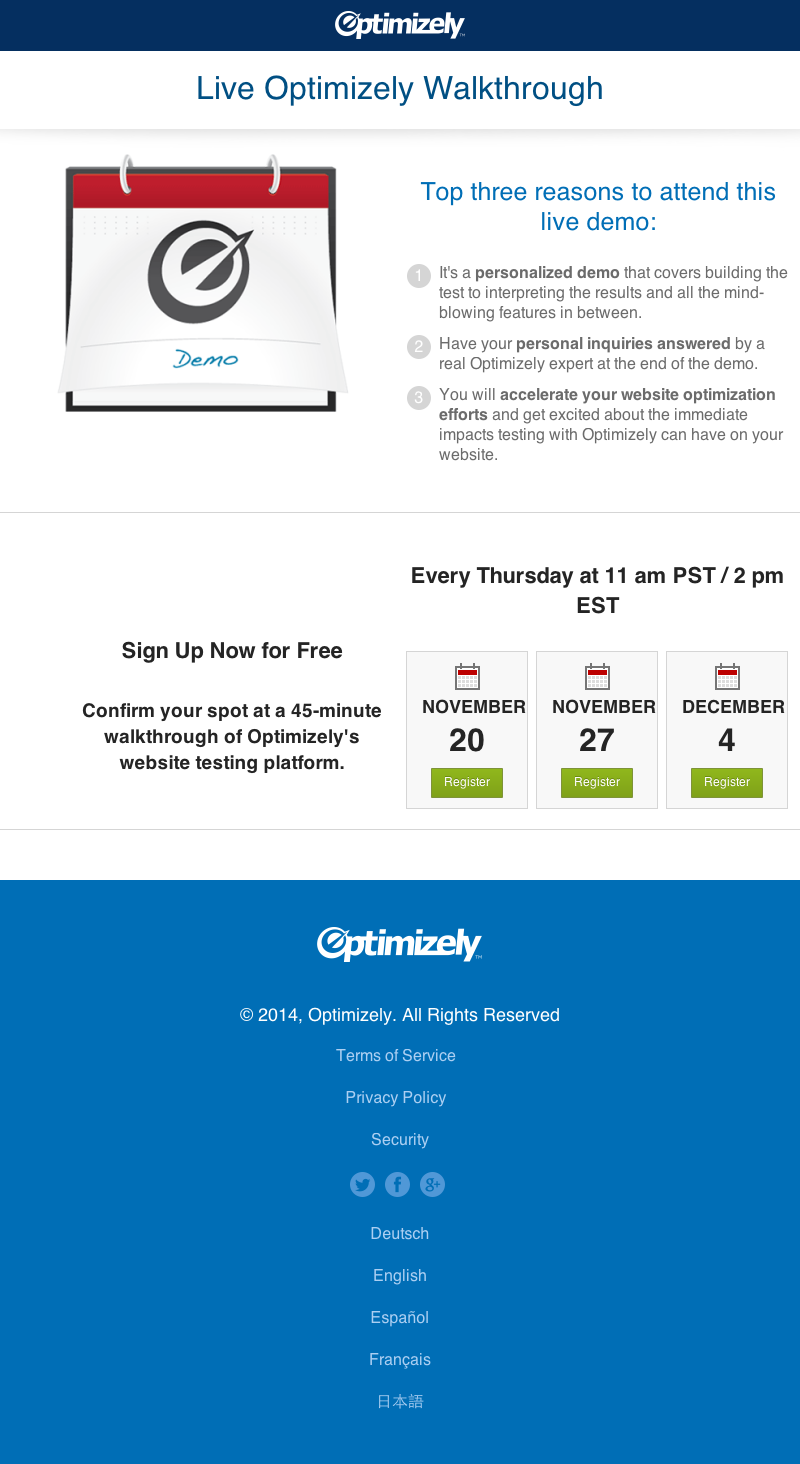 Optimizely™
Live Optimizely Walkthrough
Demo
Top three reasons to attend this
live demo:
1 It's a personalized demo that covers building the
test to interpreting the results and all the mind-
blowing features in between.
2 Have your personal inquiries answered by a
real Optimizely expert at the end of the demo.
3 You will accelerate your website optimization
efforts and get excited about the immediate
impacts testing with Optimizely can have on your
website.
Sign Up Now for Free
Confirm your spot at a 45-minute
walkthrough of Optimizely's
website testing platform.
Every Thursday at 11 am PST / 2 pm
EST
NOVEMBER
20
Register
NOVEMBER
27
Register
DECEMBER
4
Register
Optimizely™
© 2014, Optimizely. All Rights Reserved
Terms of Service
Privacy Policy
Security
Deutsch
English
Español
Français
日本語